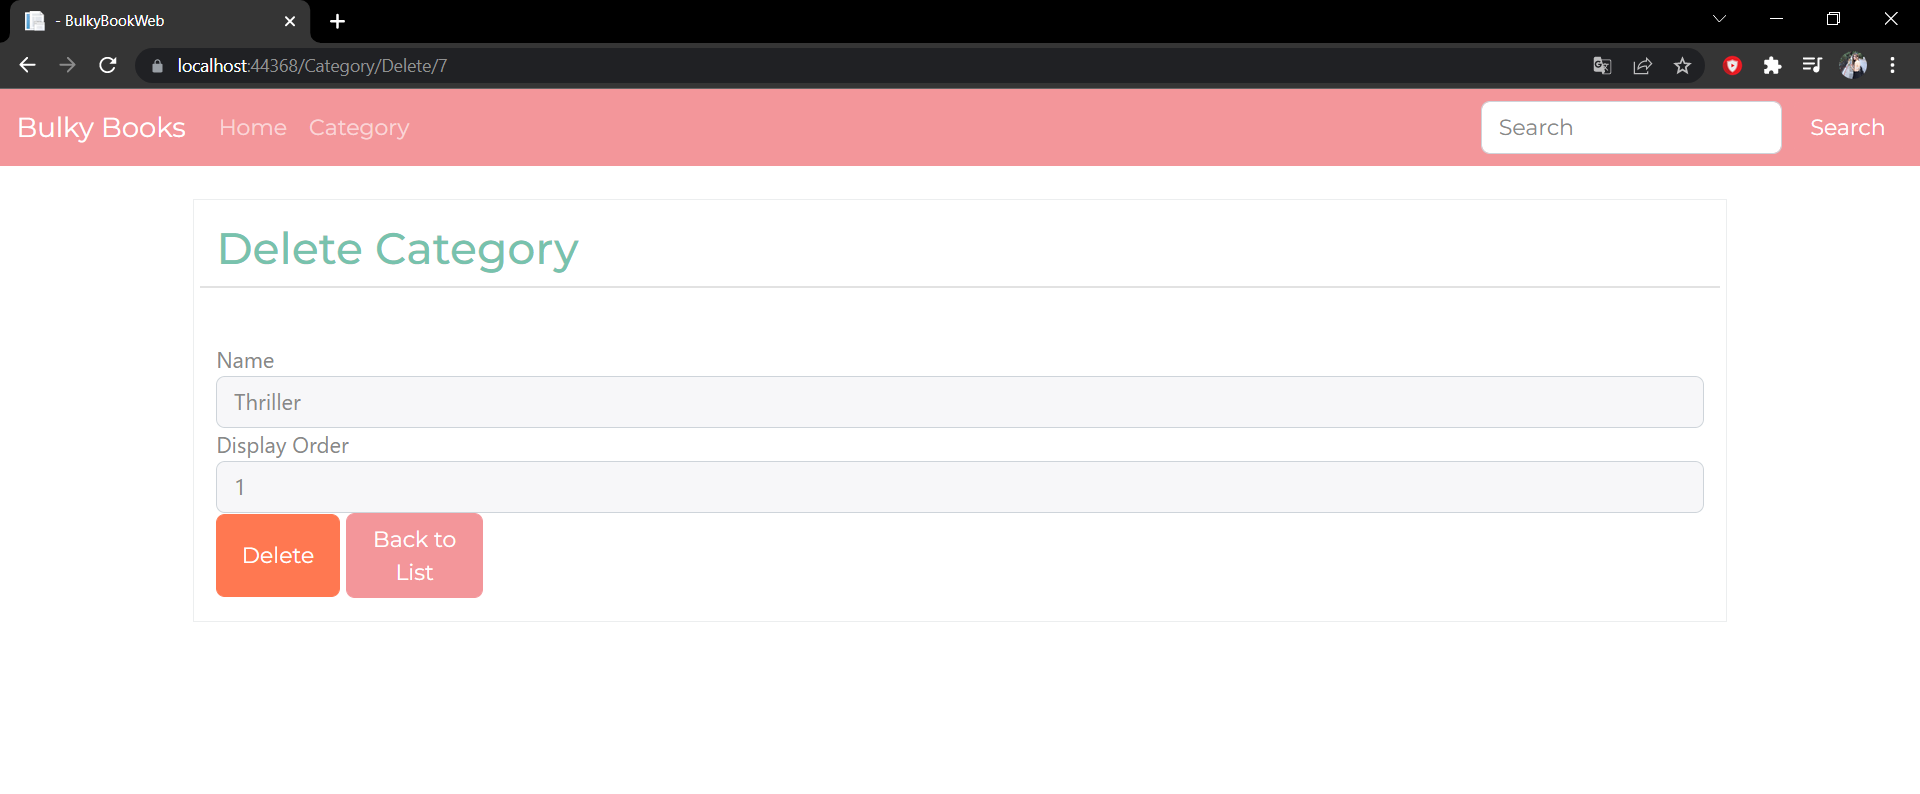 - BulkyBookWeb
localhost:44368/Category/Delete/7
Bulky Books Home Category Search Search
Delete Category
Name
Thriller
Display Order
1
Delete
Back to
List